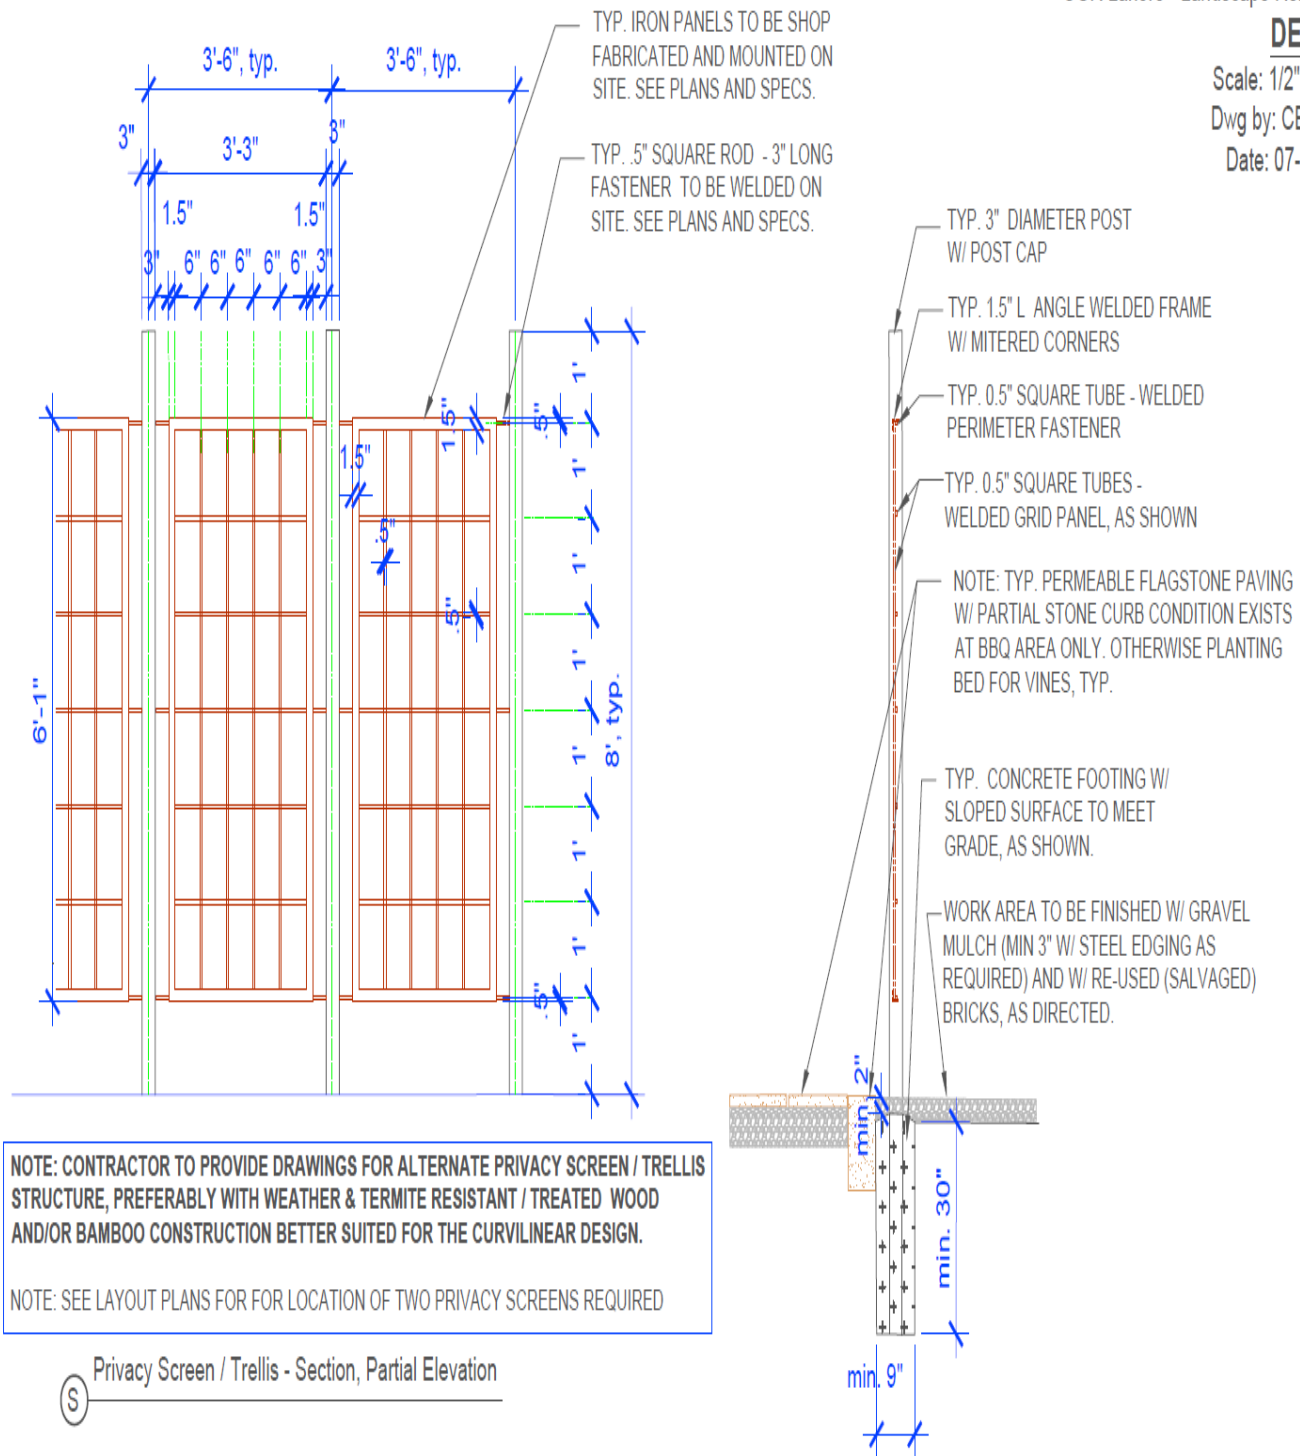 DE
Scale: 1/2"
Dwg by: CE
Date: 07-
TYP. IRON PANELS TO BE SHOP
FABRICATED AND MOUNTED ON
SITE. SEE PLANS AND SPECS.
3'-6", typ.
3'-6", typ.
3"
3'-3"
3"
TYP. .5" SQUARE ROD - 3" LONG
FASTENER TO BE WELDED ON
SITE. SEE PLANS AND SPECS.
1.5"
1.5"
3"
6"
6"
6"
6"
6"
3"
TYP. 3" DIAMETER POST
W/ POST CAP
TYP. 1.5" L ANGLE WELDED FRAME
W/ MITERED CORNERS
TYP. 0.5" SQUARE TUBE - WELDED
PERIMETER FASTENER
TYP. 0.5" SQUARE TUBES -
WELDED GRID PANEL, AS SHOWN
NOTE: TYP. PERMEABLE FLAGSTONE PAVING
W/ PARTIAL STONE CURB CONDITION EXISTS
AT BBQ AREA ONLY. OTHERWISE PLANTING
BED FOR VINES, TYP.
TYP. CONCRETE FOOTING W/
SLOPED SURFACE TO MEET
GRADE, AS SHOWN.
WORK AREA TO BE FINISHED W/ GRAVEL
MULCH (MIN 3" W/ STEEL EDGING AS
REQUIRED) AND W/ RE-USED (SALVAGED)
BRICKS, AS DIRECTED.
1.5"
.5"
1.5"
.5"
.5"
.5"
6'-1"
1'
1'
1'
1'
1'
1'
1'
1'
8', typ.
min. 2"
min. 30"
min. 9"
NOTE: CONTRACTOR TO PROVIDE DRAWINGS FOR ALTERNATE PRIVACY SCREEN / TRELLIS
STRUCTURE, PREFERABLY WITH WEATHER & TERMITE RESISTANT / TREATED WOOD
AND/OR BAMBOO CONSTRUCTION BETTER SUITED FOR THE CURVILINEAR DESIGN.
NOTE: SEE LAYOUT PLANS FOR FOR LOCATION OF TWO PRIVACY SCREENS REQUIRED
S
Privacy Screen / Trellis - Section, Partial Elevation